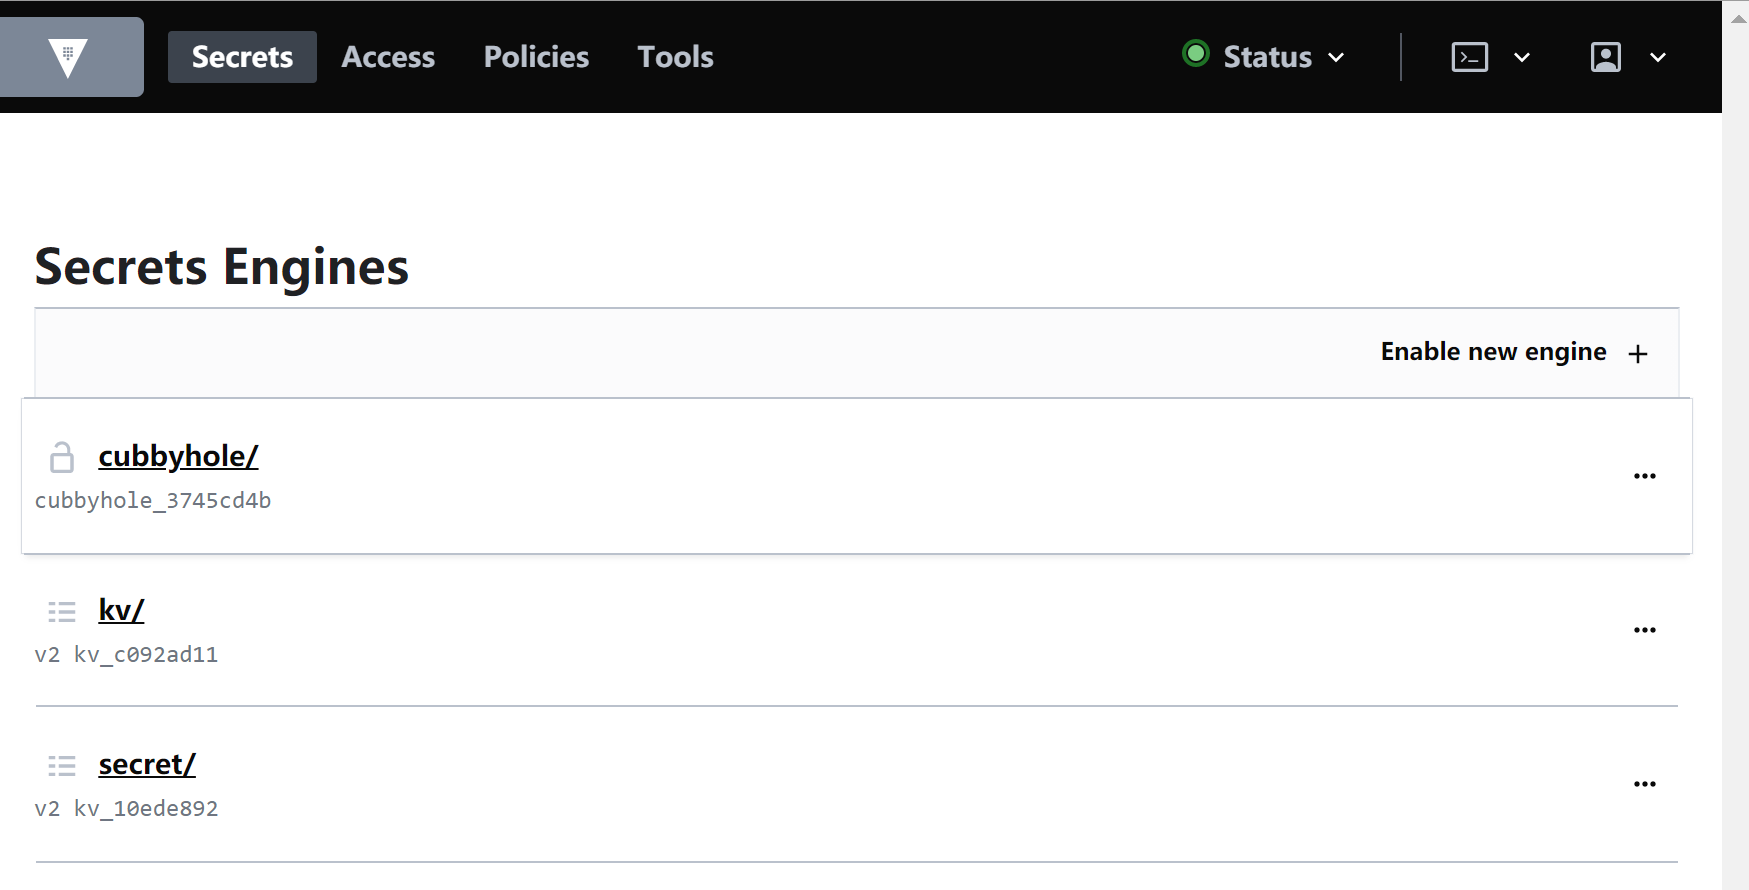 Secrets Access Policies Tools Status
Secrets Engines
Enable new engine
cubbyhole/
cubbyhole_3745cd4b
kv/
v2 kv_c092ad11
secret/
v2 kv_10ede892